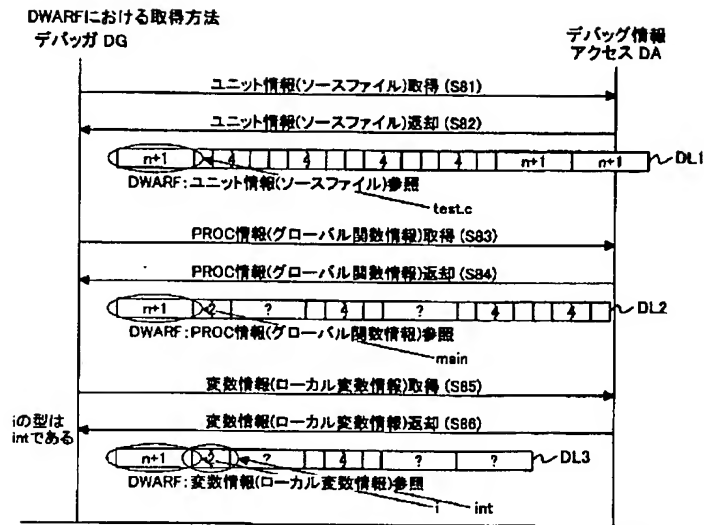 DWARFにおける取得方法
デバッガ DG
デバッグ情報
アクセス DA
ユニット情報(ソースファイル)取得 (S81)
ユニット情報(ソースファイル)返却 (S82)
n+1 4 4 4 4 n+1 n+1 DL1
DWARF:ユニット情報(ソースファイル)参照
test.c
PROC情報(グローバル関数情報)取得 (S83)
PROC情報(グローバル関数情報)返却 (S84)
n+1 ? ? 4 ? 4 4 DL2
DWARF:PROC情報(グローバル関数情報)参照
main
変数情報(ローカル変数情報)取得 (S85)
変数情報(ローカル変数情報)返却 (S86)
iの型は
intである
n+1 ? ? 4 ? ? DL3
DWARF:変数情報(ローカル変数情報)参照
i int